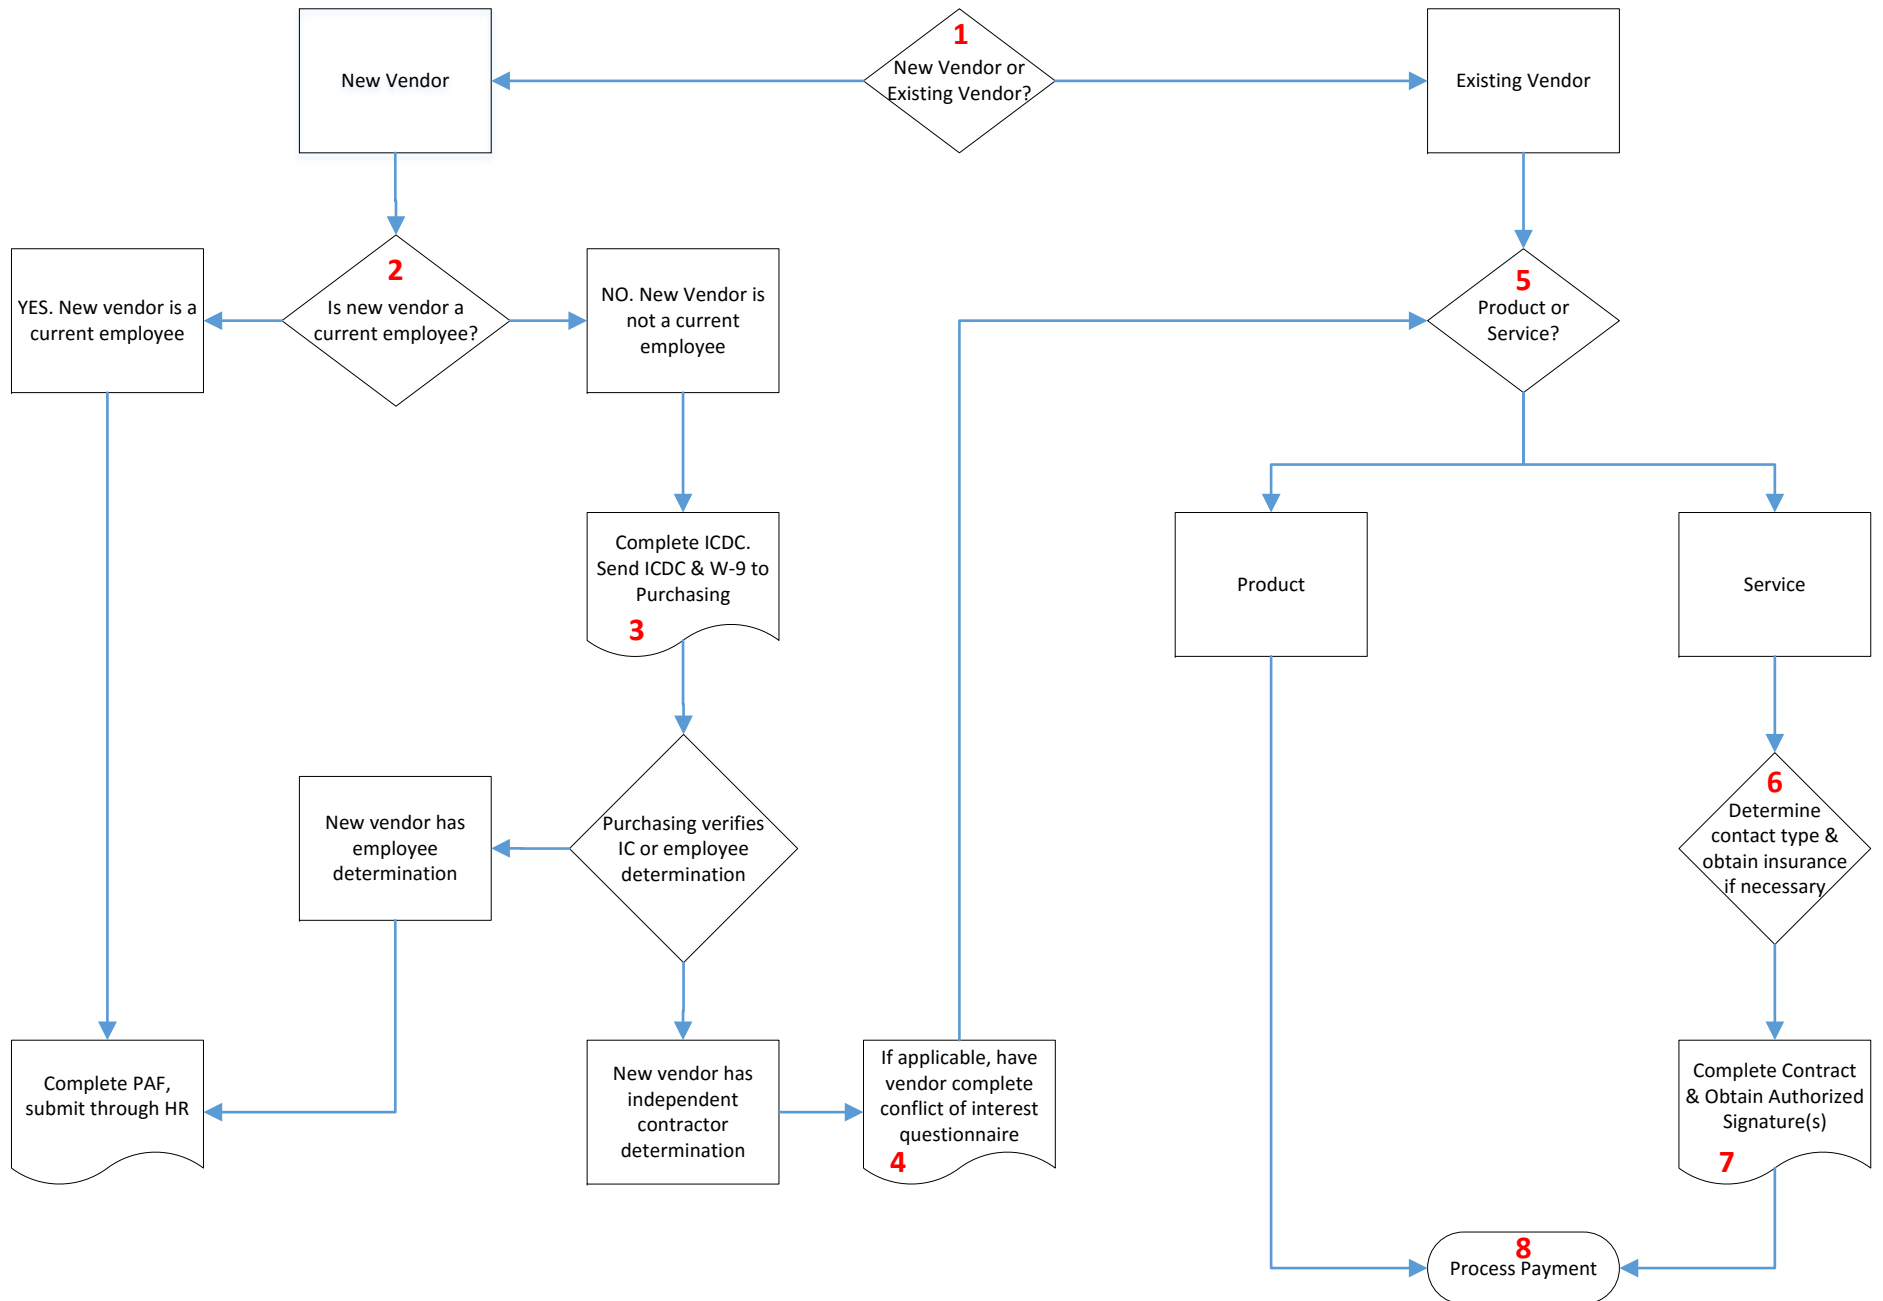 New Vendor
1
New Vendor or
Existing Vendor?
Existing Vendor
YES. New vendor is a
current employee
2
Is new vendor a
current employee?
NO. New Vendor is
not a current
employee
5
Product or
Service?
Complete ICDC.
Send ICDC & W-9 to
Purchasing
3
Product
Service
New vendor has
employee
determination
Purchasing verifies
IC or employee
determination
6
Determine
contact type &
obtain insurance
if necessary
Complete PAF,
submit through HR
New vendor has
independent
contractor
determination
If applicable, have
vendor complete
conflict of interest
questionnaire
4
Complete Contract
& Obtain Authorized
Signature(s)
7
8
Process Payment